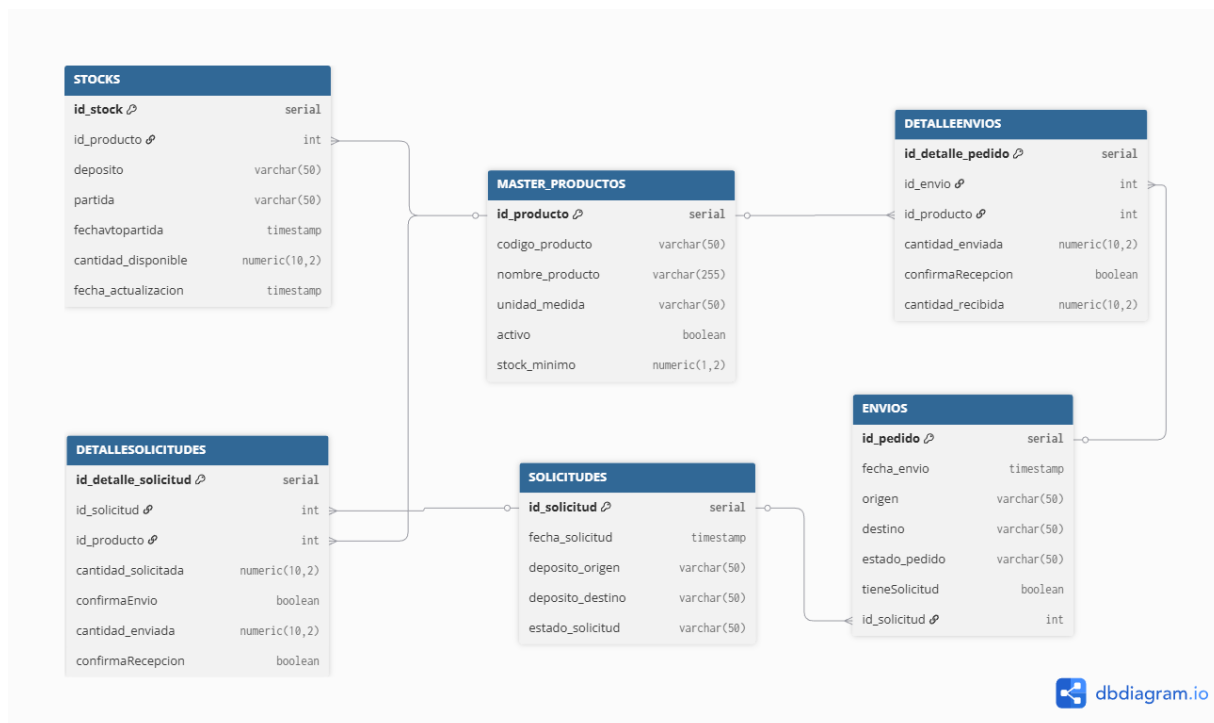 STOCKS
id_stock serial
id_producto int
deposito varchar(50)
partida varchar(50)
fechavtopartida timestamp
cantidad_disponible numeric(10,2)
fecha_actualizacion timestamp
MASTER_PRODUCTOS
id_producto serial
codigo_producto varchar(50)
nombre_producto varchar(255)
unidad_medida varchar(50)
activo boolean
stock_minimo numeric(1,2)
DETALLEENVIOS
id_detalle_pedido serial
id_envio int
id_producto int
cantidad_enviada numeric(10,2)
confirmaRecepcion boolean
cantidad_recibida numeric(10,2)
DETALLESOLICITUDES
id_detalle_solicitud serial
id_solicitud int
id_producto int
cantidad_solicitada numeric(10,2)
confirmaEnvio boolean
cantidad_enviada numeric(10,2)
confirmaRecepcion boolean
SOLICITUDES
id_solicitud serial
fecha_solicitud timestamp
deposito_origen varchar(50)
deposito_destino varchar(50)
estado_solicitud varchar(50)
ENVIOS
id_pedido serial
fecha_envio timestamp
origen varchar(50)
destino varchar(50)
estado_pedido varchar(50)
tieneSolicitud boolean
id_solicitud int
dbdiagram.io